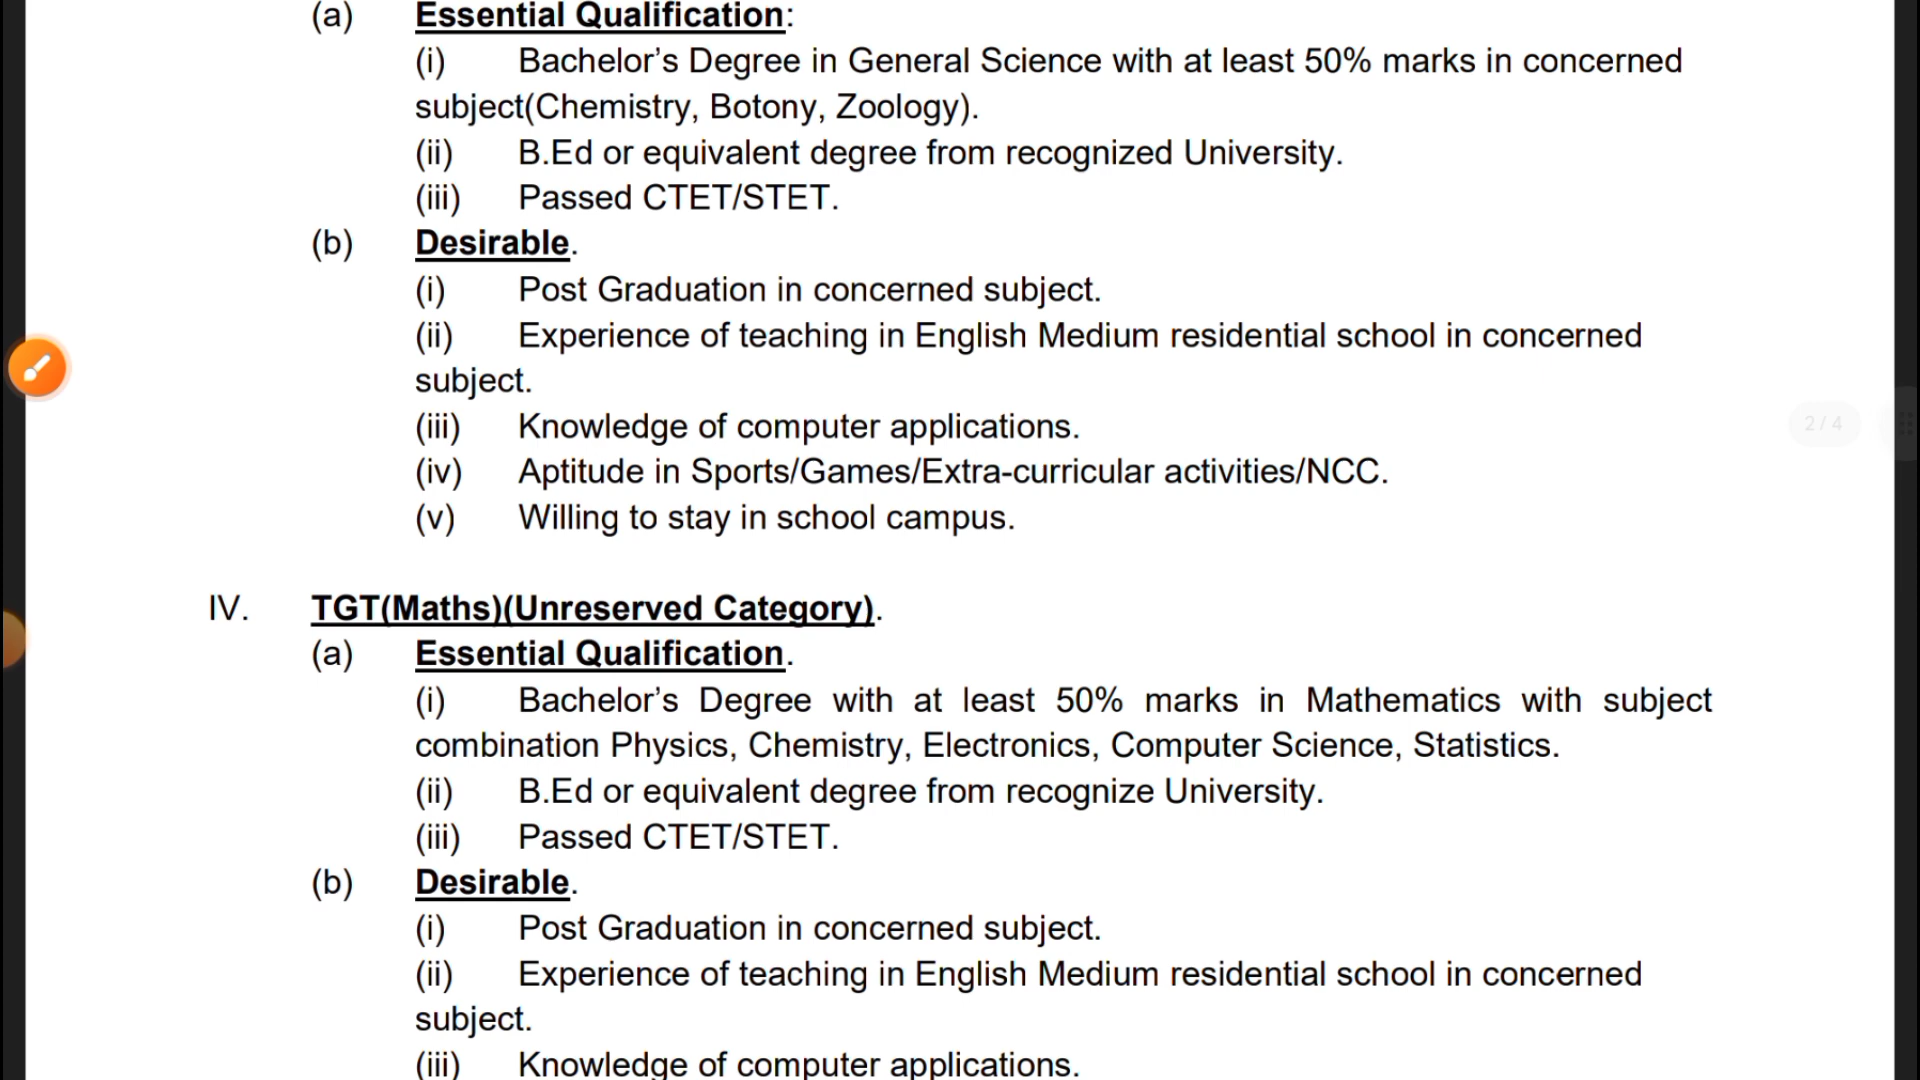 (a) Essential Qualification:
(i) Bachelor’s Degree in General Science with at least 50% marks in concerned
subject(Chemistry, Botony, Zoology).
(ii) B.Ed or equivalent degree from recognized University.
(iii) Passed CTET/STET.
(b) Desirable.
(i) Post Graduation in concerned subject.
(ii) Experience of teaching in English Medium residential school in concerned
subject.
(iii) Knowledge of computer applications.
2 / 4
(iv) Aptitude in Sports/Games/Extra-curricular activities/NCC.
(v) Willing to stay in school campus.
IV. TGT(Maths)(Unreserved Category).
(a) Essential Qualification.
(i) Bachelor’s Degree with at least 50% marks in Mathematics with subject
combination Physics, Chemistry, Electronics, Computer Science, Statistics.
(ii) B.Ed or equivalent degree from recognize University.
(iii) Passed CTET/STET.
(b) Desirable.
(i) Post Graduation in concerned subject.
(ii) Experience of teaching in English Medium residential school in concerned
subject.
(iii) Knowledge of computer applications.